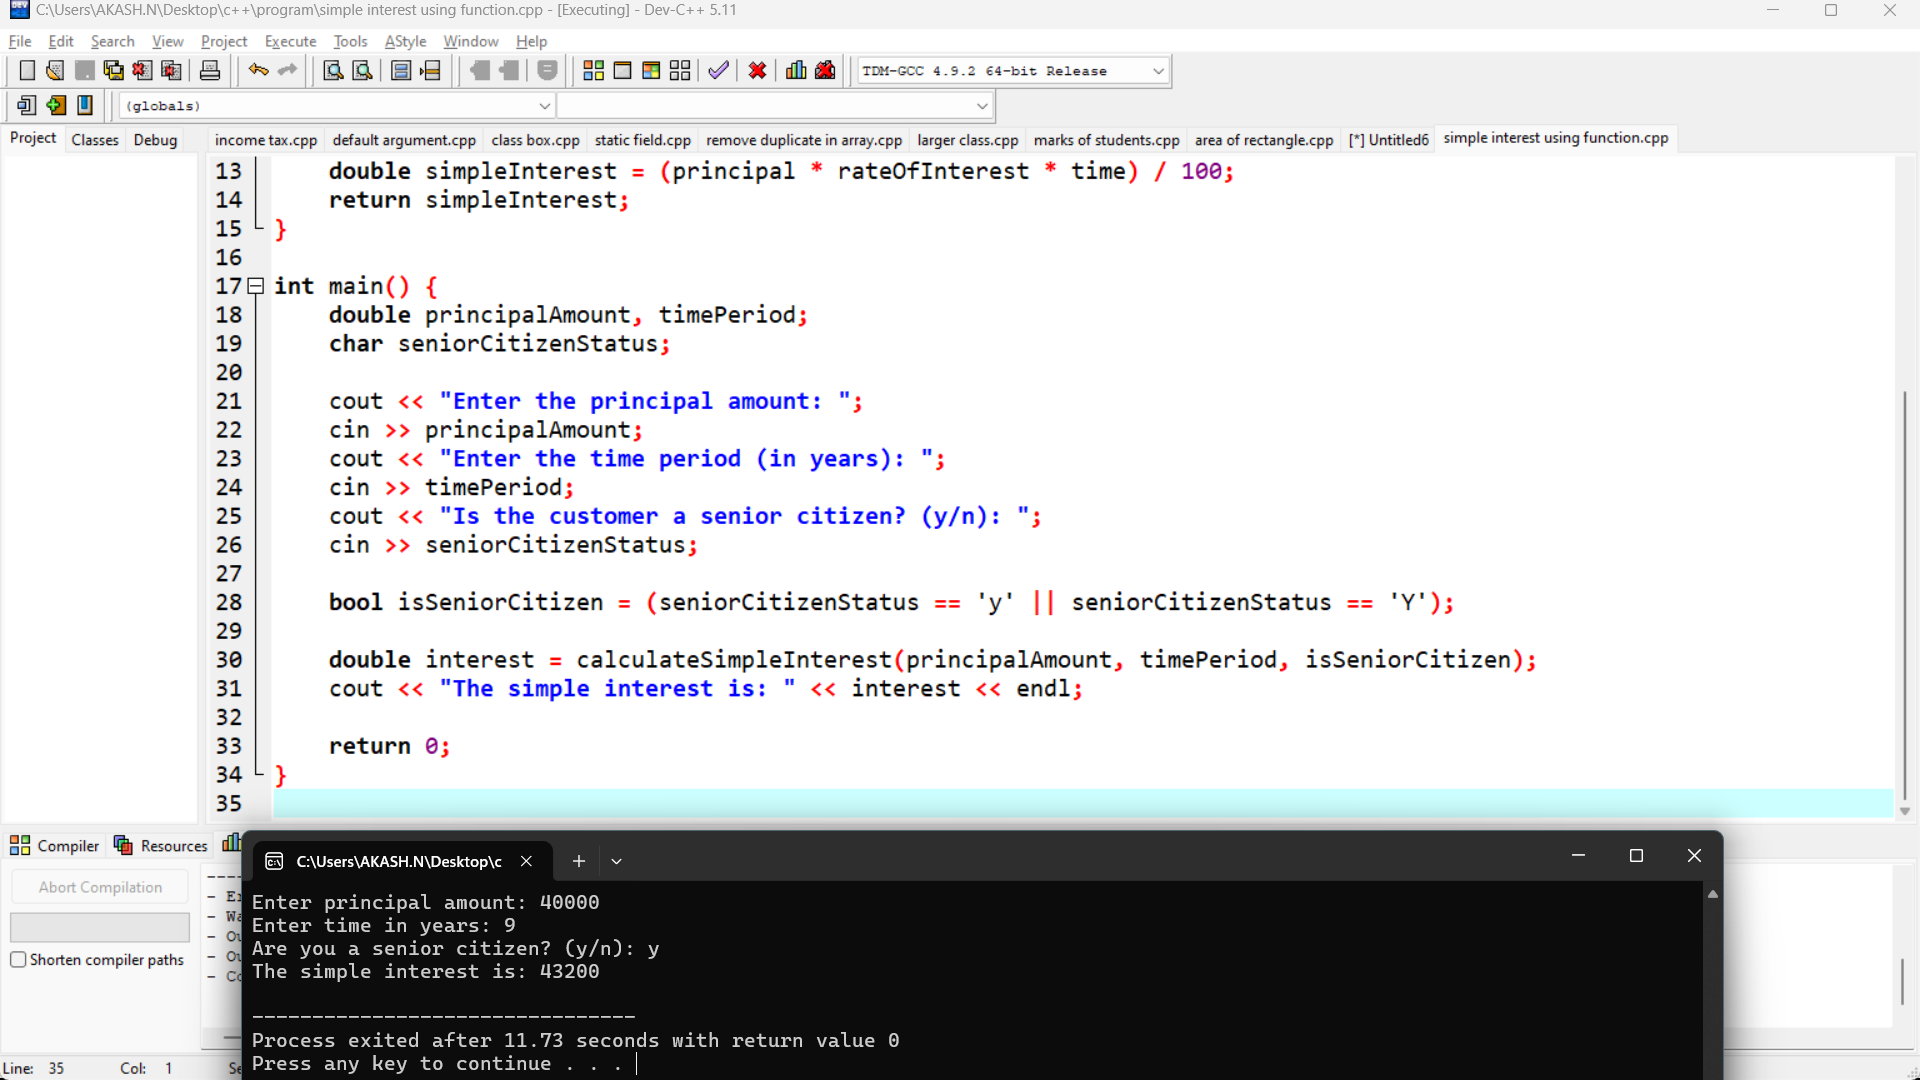 C:\Users\AKASH.N\Desktop\c++\program\simple interest using function.cpp - [Executing] - Dev-C++ 5.11
File Edit Search View Project Execute Tools AStyle Window Help
TDM-GCC 4.9.2 64-bit Release
(globals)
Project Classes Debug
income tax.cpp default argument.cpp class box.cpp static field.cpp remove duplicate in array.cpp larger class.cpp marks of students.cpp area of rectangle.cpp [*] Untitled6 simple interest using function.cpp
13 double simpleInterest = (principal * rateOfInterest * time) / 100;
14 return simpleInterest;
15 }
16
17 int main() {
18 double principalAmount, timePeriod;
19 char seniorCitizenStatus;
20
21 cout << "Enter the principal amount: ";
22 cin >> principalAmount;
23 cout << "Enter the time period (in years): ";
24 cin >> timePeriod;
25 cout << "Is the customer a senior citizen? (y/n): ";
26 cin >> seniorCitizenStatus;
27
28 bool isSeniorCitizen = (seniorCitizenStatus == 'y' || seniorCitizenStatus == 'Y');
29
30 double interest = calculateSimpleInterest(principalAmount, timePeriod, isSeniorCitizen);
31 cout << "The simple interest is: " << interest << endl;
32
33 return 0;
34 }
35
Compiler Resources
Abort Compilation
Shorten compiler paths
C:\Users\AKASH.N\Desktop\c
Enter principal amount: 40000
Enter time in years: 9
Are you a senior citizen? (y/n): y
The simple interest is: 43200
--------------------------------
Process exited after 11.73 seconds with return value 0
Press any key to continue . . .
Line: 35 Col: 1